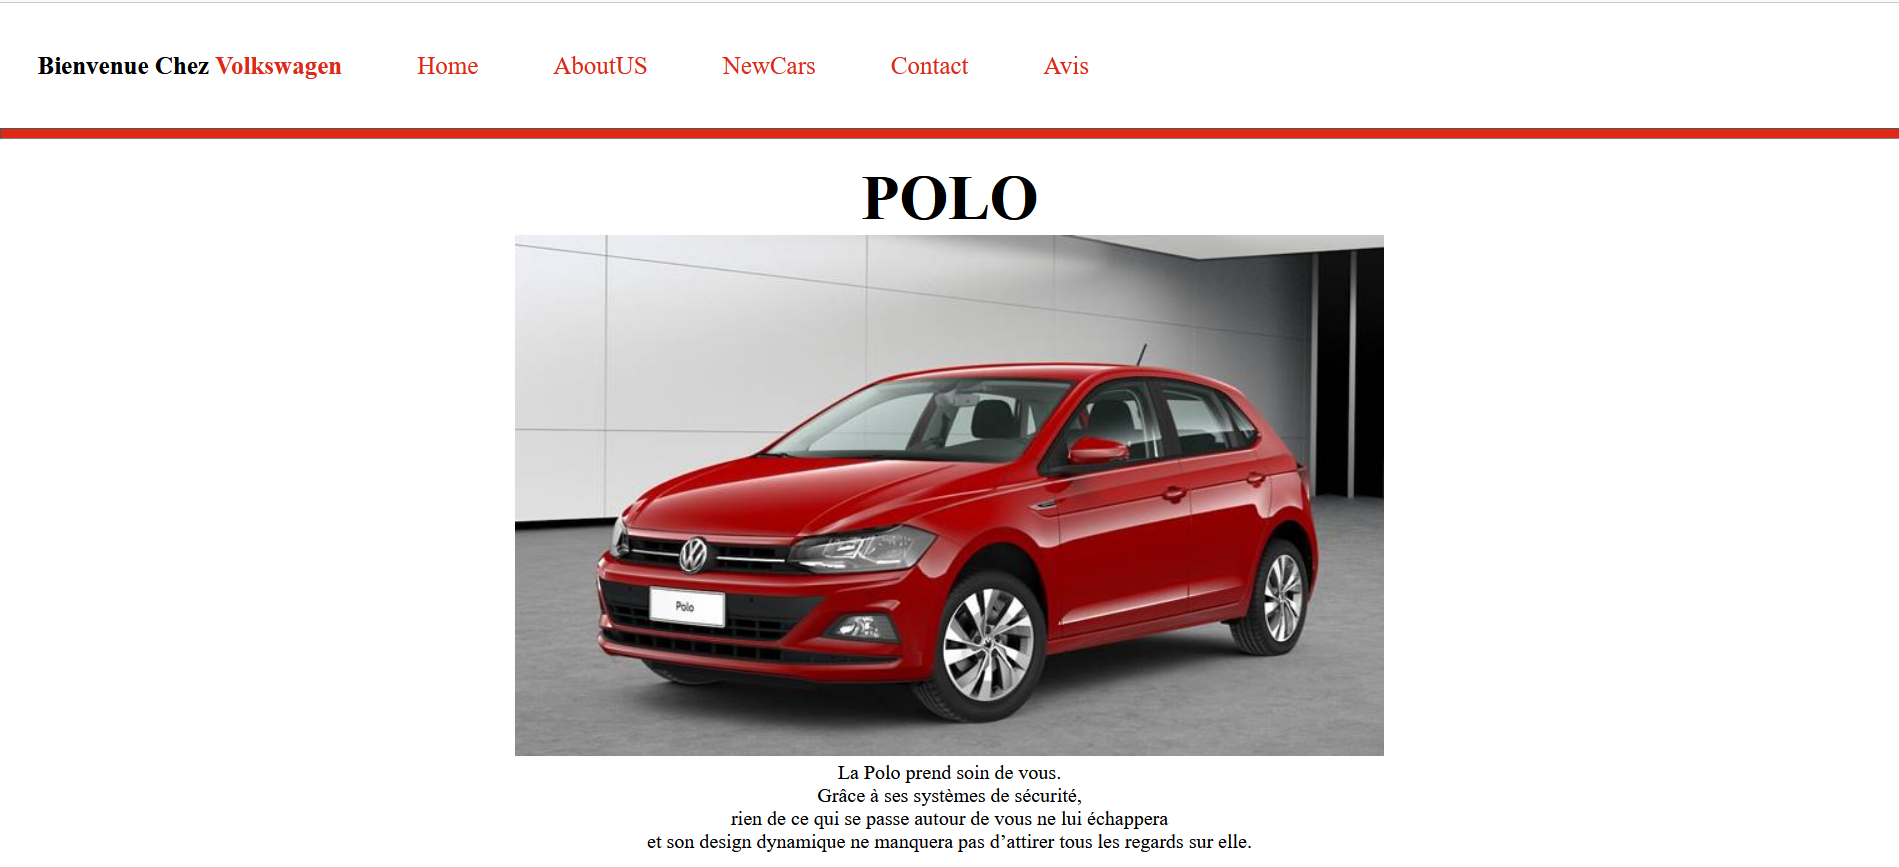 Bienvenue Chez Volkswagen Home AboutUS NewCars Contact Avis
POLO
Polo
La Polo prend soin de vous.
Grâce à ses systèmes de sécurité,
rien de ce qui se passe autour de vous ne lui échappera
et son design dynamique ne manquera pas d’attirer tous les regards sur elle.